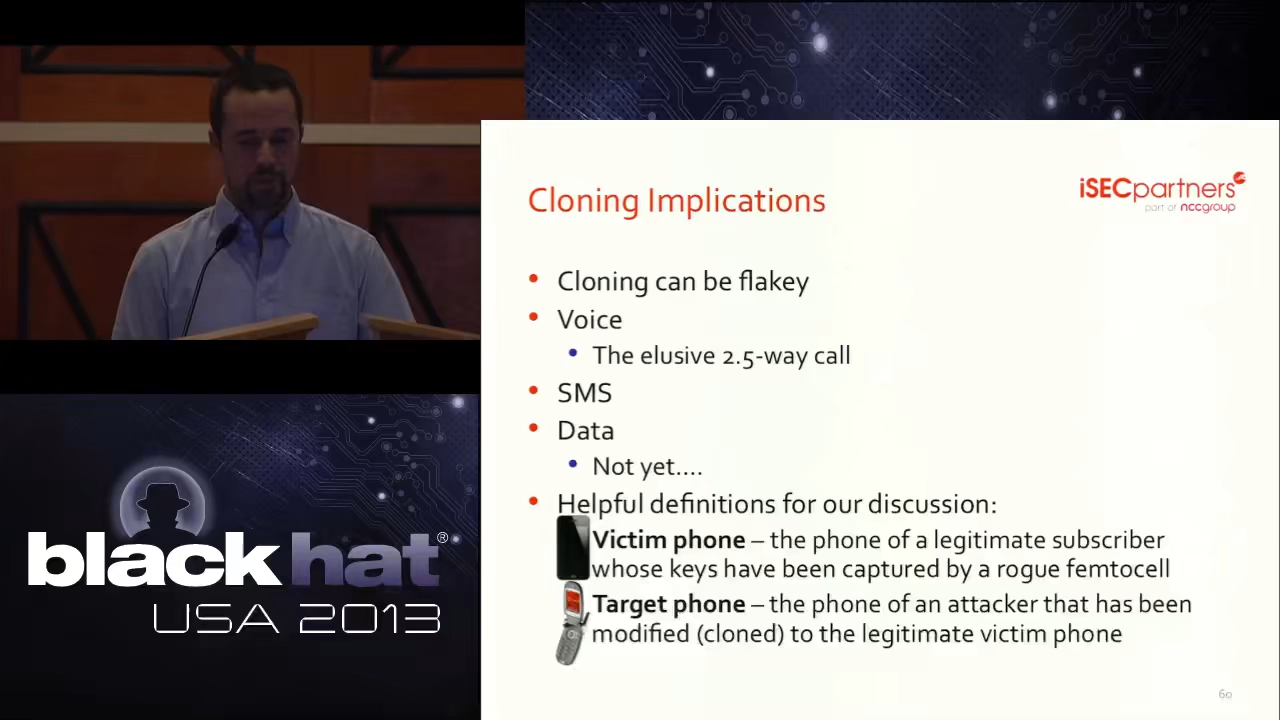 Cloning Implications
iSECpartners
part of nccgroup
• Cloning can be flakey
• Voice
• The elusive 2.5-way call
• SMS
• Data
• Not yet....
• Helpful definitions for our discussion:
Victim phone – the phone of a legitimate subscriber
whose keys have been captured by a rogue femtocell
Target phone – the phone of an attacker that has been
modified (cloned) to the legitimate victim phone
60
blackhat®
USA 2013